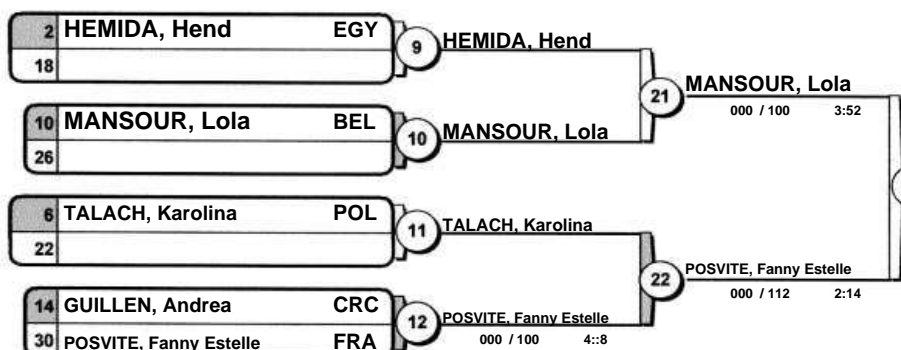 2 HEMIDA, Hend EGY
18
9 HEMIDA, Hend
10 MANSOUR, Lola BEL
26
10 MANSOUR, Lola
21 MANSOUR, Lola
000 / 100 3:52
6 TALACH, Karolina POL
22
11 TALACH, Karolina
14 GUILLEN, Andrea CRC
30 POSVITE, Fanny Estelle FRA
12 POSVITE, Fanny Estelle
000 / 100 4::8
22 POSVITE, Fanny Estelle
000 / 112 2:14